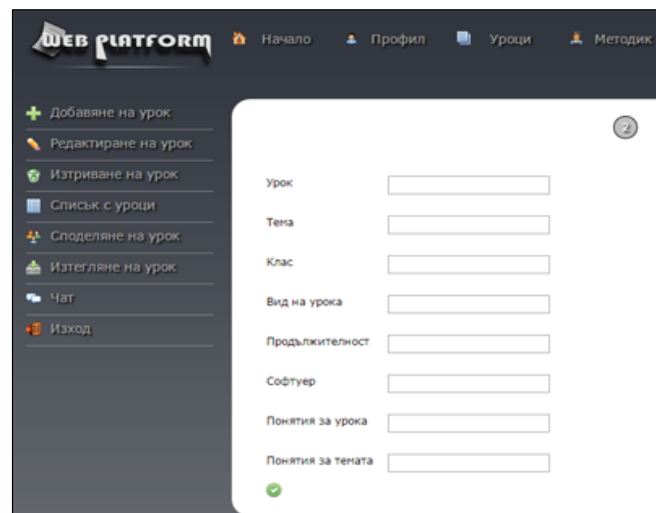 WEB PLATFORM
Начало
Профил
Уроци
Методик
Добавяне на урок
Редактиране на урок
Изтриване на урок
Списък с уроци
Споделяне на урок
Изтегляне на урок
Чат
Изход
2
Урок
Тема
Клас
Вид на урока
Продължителност
Софтуер
Понятия за урока
Понятия за темата